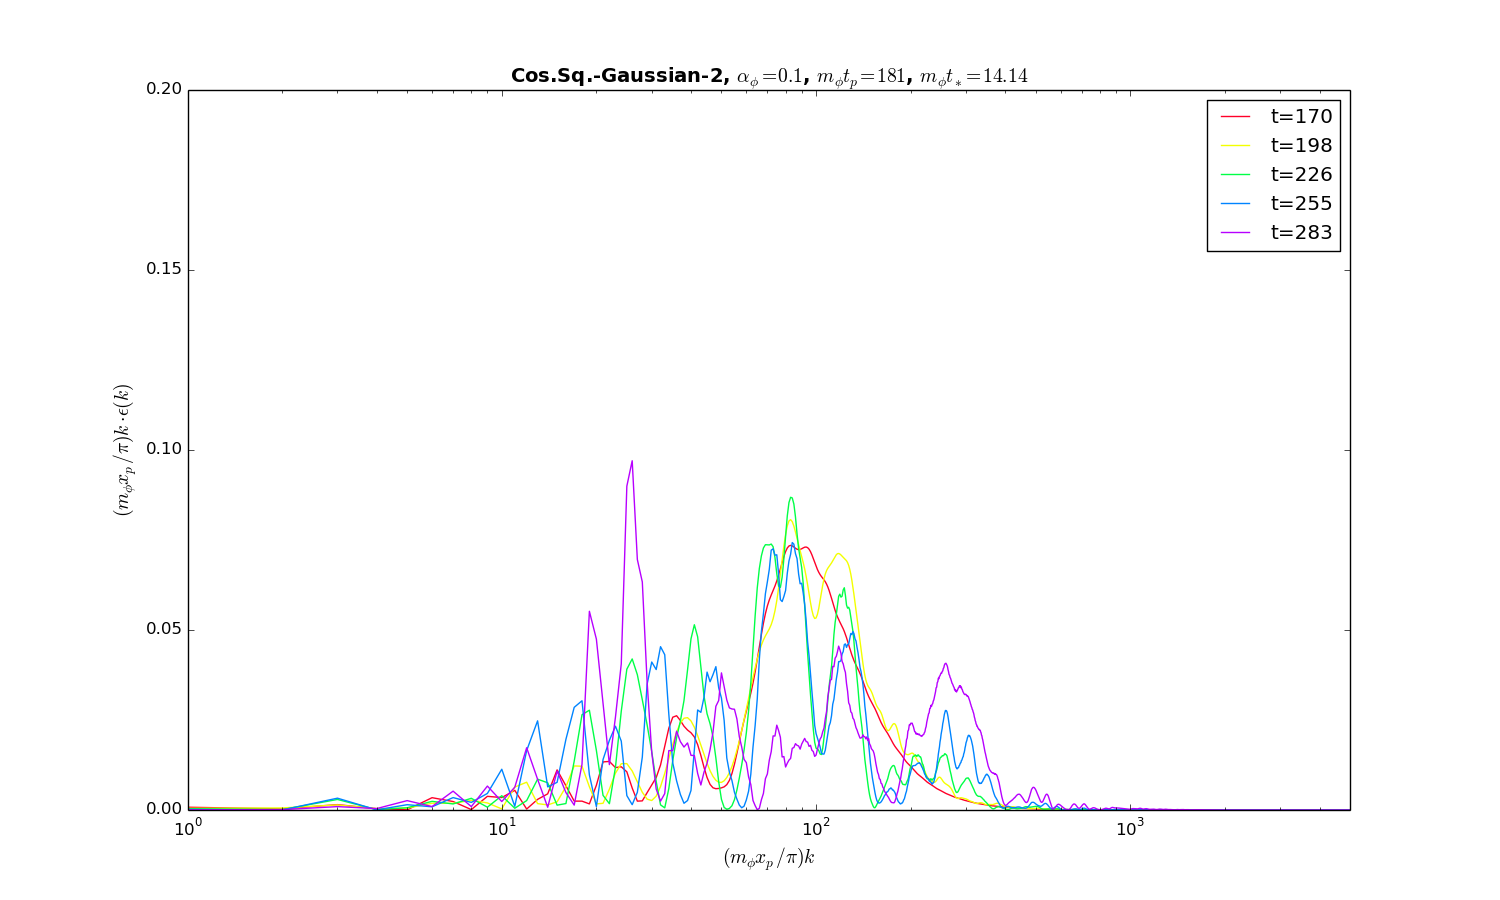 Cos.Sq.-Gaussian-2, α_ϕ=0.1, m_ϕt_p=181, m_ϕt_*=14.14
0.20
0.15
0.10
0.05
0.00
(m_ϕx_p/π)k·ϵ(k)
t=170
t=198
t=226
t=255
t=283
10^0 10^1 10^2 10^3
(m_ϕx_p/π)k